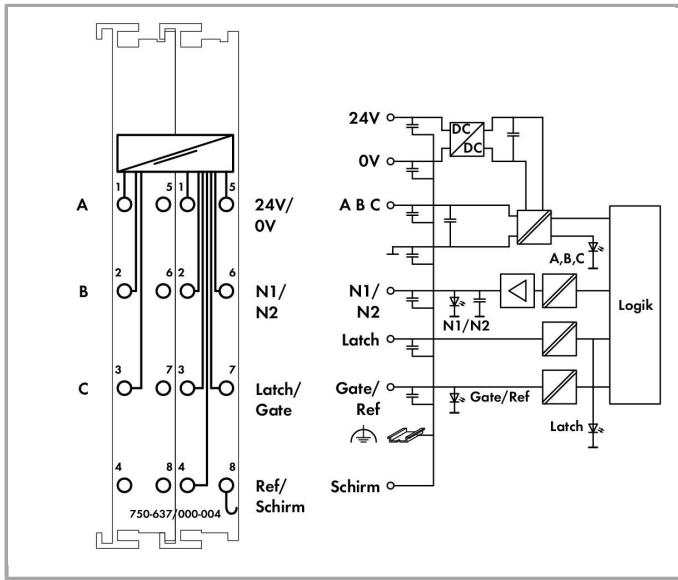 1 5 1 5
A
24V/
0V
2 6 2 6
B
N1/
N2
3 7 3 7
C
Latch/
Gate
4 8 4 8
Ref/
Schirm
750-637/000-004
24V
DC
DC
0V
A B C
A,B,C
N1/
N2
N1/N2
Logik
Latch
Gate/
Ref
Gate/Ref
Latch
Schirm